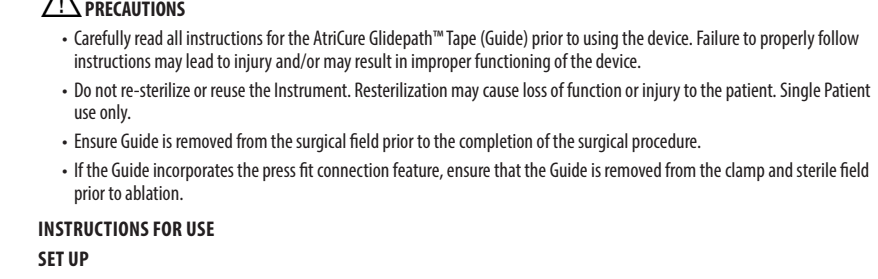 PRECAUTIONS
• Carefully read all instructions for the AtriCure Glidepath™ Tape (Guide) prior to using the device. Failure to properly follow
instructions may lead to injury and/or may result in improper functioning of the device.
• Do not re-sterilize or reuse the Instrument. Resterilization may cause loss of function or injury to the patient. Single Patient
use only.
• Ensure Guide is removed from the surgical field prior to the completion of the surgical procedure.
• If the Guide incorporates the press fit connection feature, ensure that the Guide is removed from the clamp and sterile field
prior to ablation.
INSTRUCTIONS FOR USE
SET UP